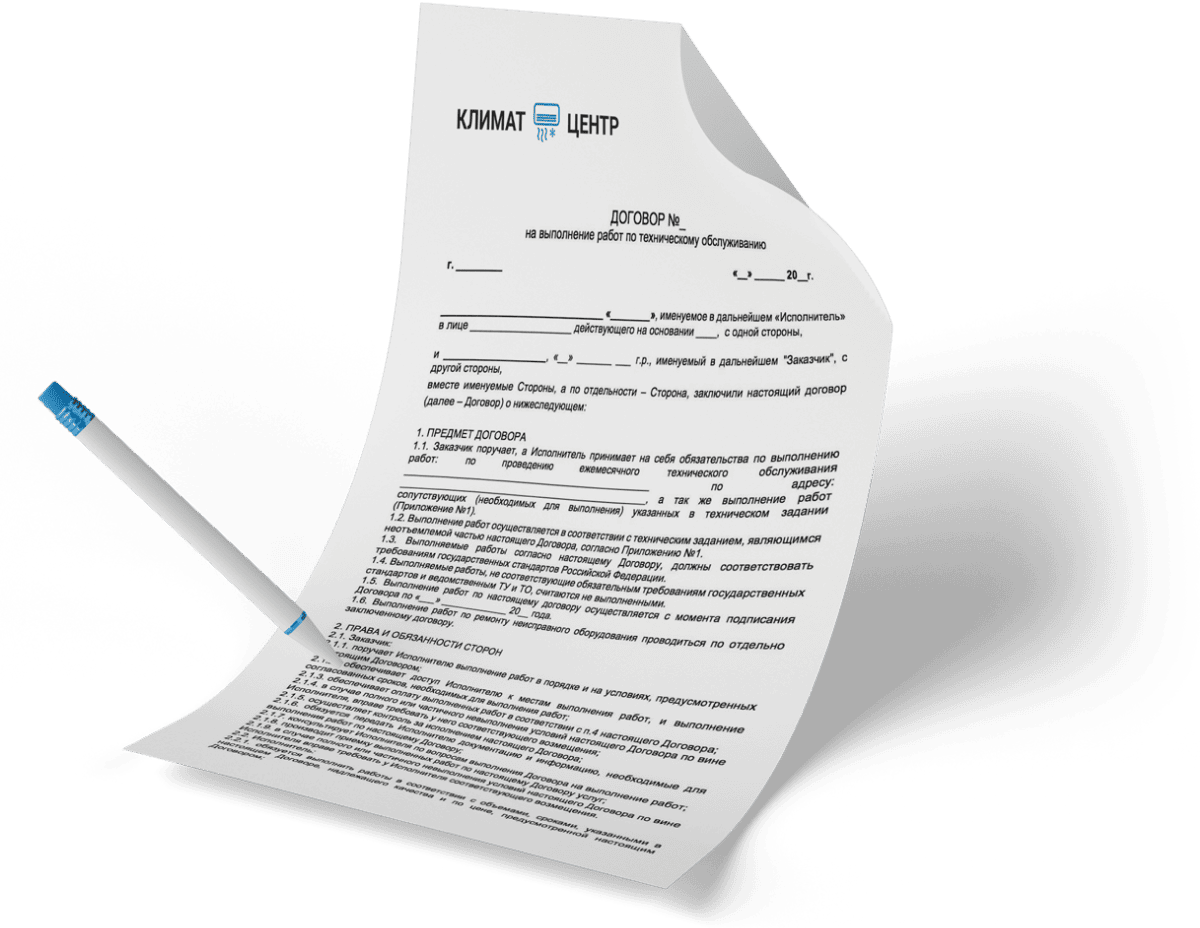 КЛИМАТ ЦЕНТР
ДОГОВОР №_
на выполнение работ по техническому обслуживанию
г. ________
«__» _____ 20__г.
____________________________ «_______», именуемое в дальнейшем «Исполнитель»
в лице __________________ действующего на основании ____, с одной стороны,
и __________________, «__» ______ ___ г.р., именуемый в дальнейшем "Заказчик", с
другой стороны,
вместе именуемые Стороны, а по отдельности – Сторона, заключили настоящий договор
(далее – Договор) о нижеследующем:
1. ПРЕДМЕТ ДОГОВОРА
1.1. Заказчик поручает, а Исполнитель принимает на себя обязательства по выполнению
работ: по проведению ежемесячного технического обслуживания
____________________________ по адресу:
____________________________, а так же выполнение работ
сопутствующих (необходимых для выполнения) указанных в техническом задании
(Приложение №1).
1.2. Выполнение работ осуществляется в соответствии с техническим заданием, являющимся
неотъемлемой частью настоящего Договора, согласно Приложению №1.
1.3. Выполняемые работы согласно настоящему Договору, должны соответствовать
требованиям государственных стандартов Российской Федерации.
1.4. Выполняемые работы, не соответствующие обязательным требованиям государственных
стандартов и ведомственным ТУ и ТО, считаются не выполненными.
1.5. Выполнение работ по настоящему договору осуществляется с момента подписания
Договора по «___» ____________ 20__ года.
1.6. Выполнение работ по ремонту неисправного оборудования проводиться по отдельно
заключенному договору.
2. ПРАВА И ОБЯЗАННОСТИ СТОРОН
2.1. Заказчик:
2.1.1. поручает Исполнителю выполнение работ в порядке и на условиях, предусмотренных
настоящим Договором;
обеспечивает доступ Исполнителю к местам выполнения работ, и выполнение
согласованных сроков, необходимых для выполнения работ;
2.1.3. обеспечивает оплату выполненных работ в соответствии с п.4 настоящего Договора;
2.1.4. в случае полного или частичного невыполнения условий настоящего Договора по вине
Исполнителя, вправе требовать у него соответствующего возмещения;
2.1.5. осуществляет контроль за исполнением настоящего Договора;
2.1.6. обязуется передать Исполнителю документацию и информацию, необходимые для
выполнения работ по настоящему Договору;
2.1.7. консультирует Исполнителя по вопросам выполнения Договора на выполнение работ;
2.1.8. производит приемку выполненных работ по настоящему Договору услуг;
в случае полного или частичного невыполнения условий настоящего Договора по вине
Исполнителя вправе требовать у Исполнителя соответствующего возмещения.
2.2. Исполнитель:
2.2.1. обязуется выполнить работы в соответствии с объемами, сроками, указанными в
настоящем Договоре, надлежащего качества и по цене, предусмотренной настоящим
Договором.